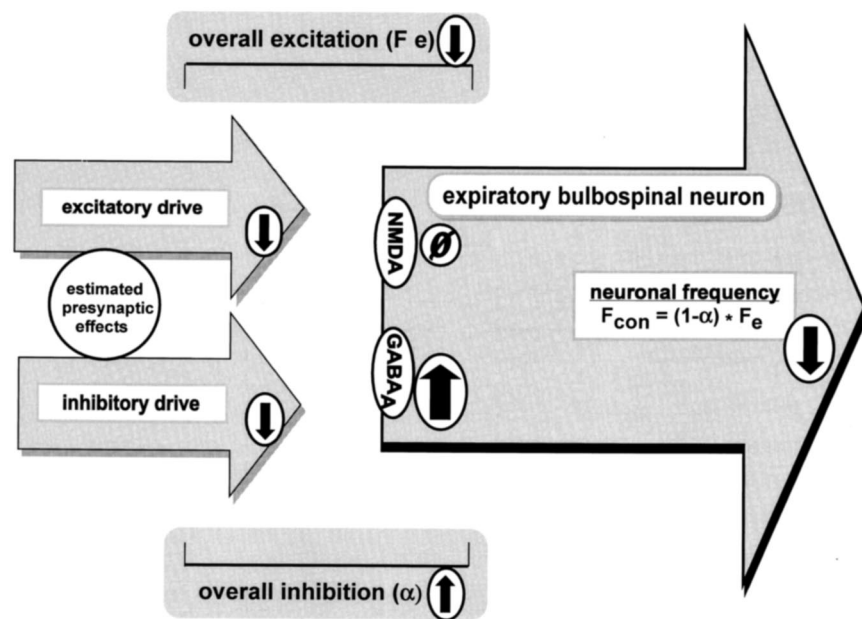 overall excitation (F e)
excitatory drive
estimated
presynaptic
effects
inhibitory drive
NMDA
Ø
GABAA
expiratory bulbospinal neuron
neuronal frequency
Fcon = (1-α) * Fe
overall inhibition (α)